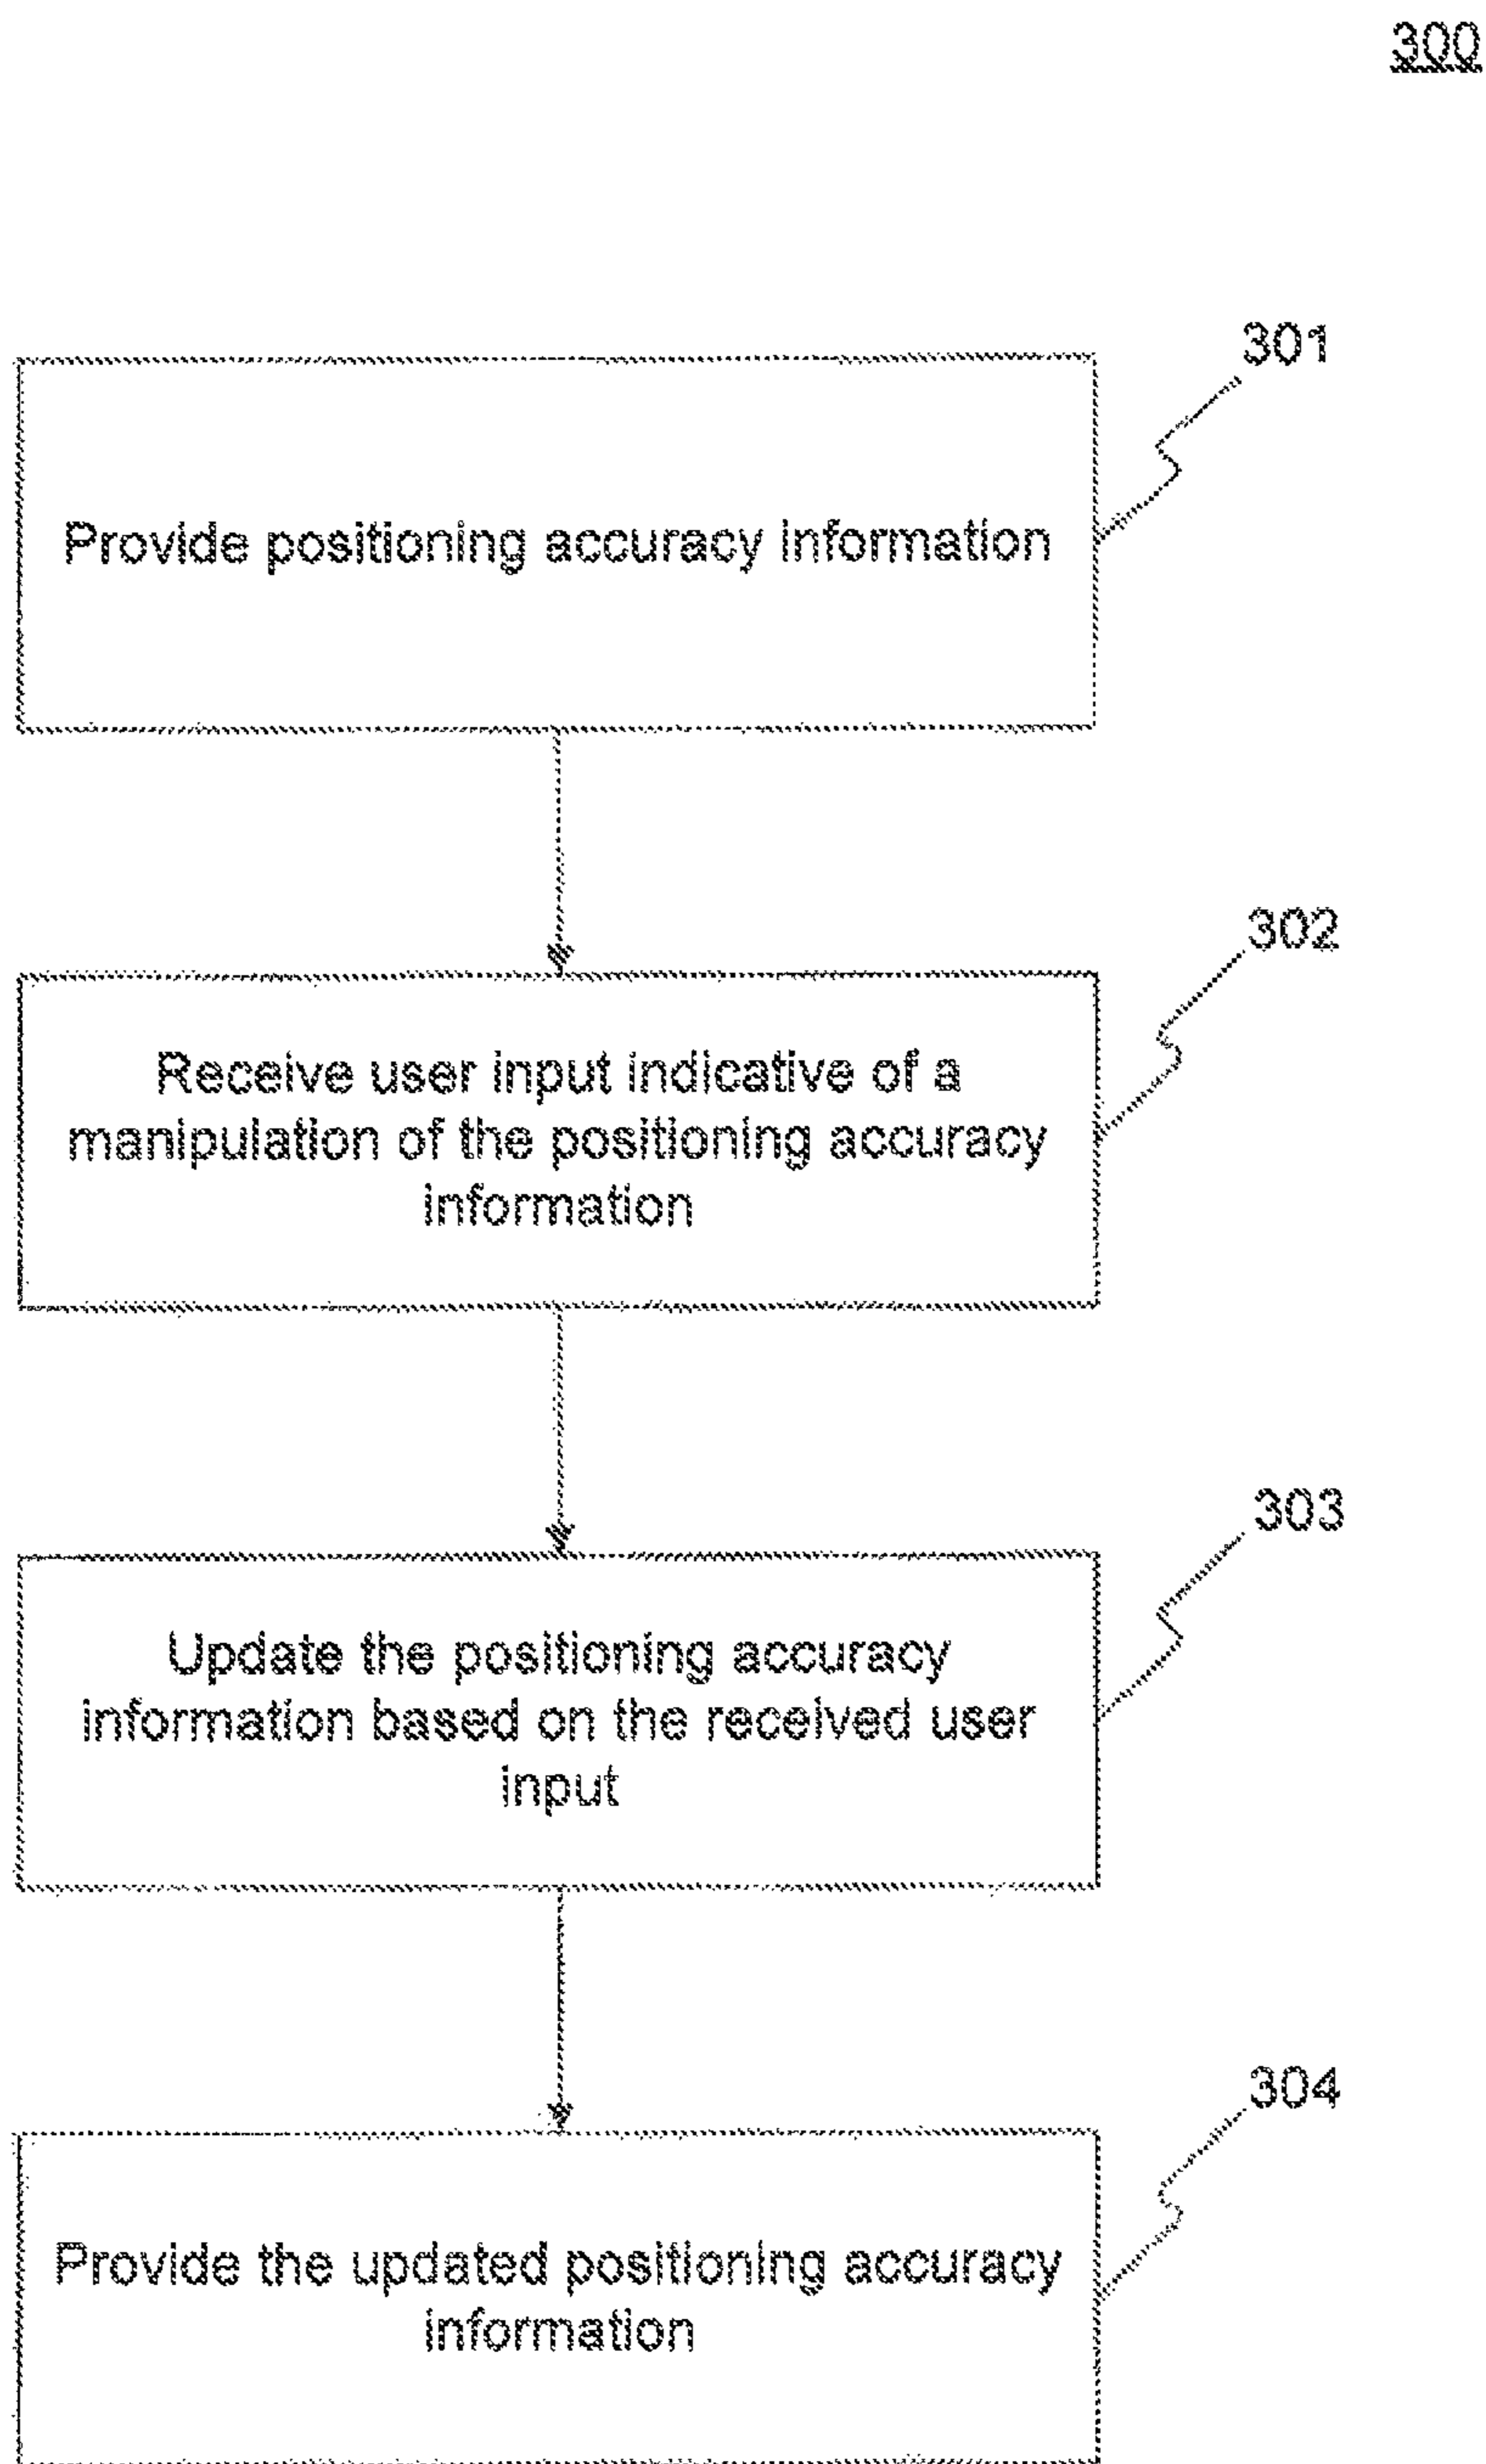 300
301
Provide positioning accuracy information
302
Receive user input indicative of a
manipulation of the positioning accuracy
information
303
Update the positioning accuracy
information based on the received user
input
304
Provide the updated positioning accuracy
information